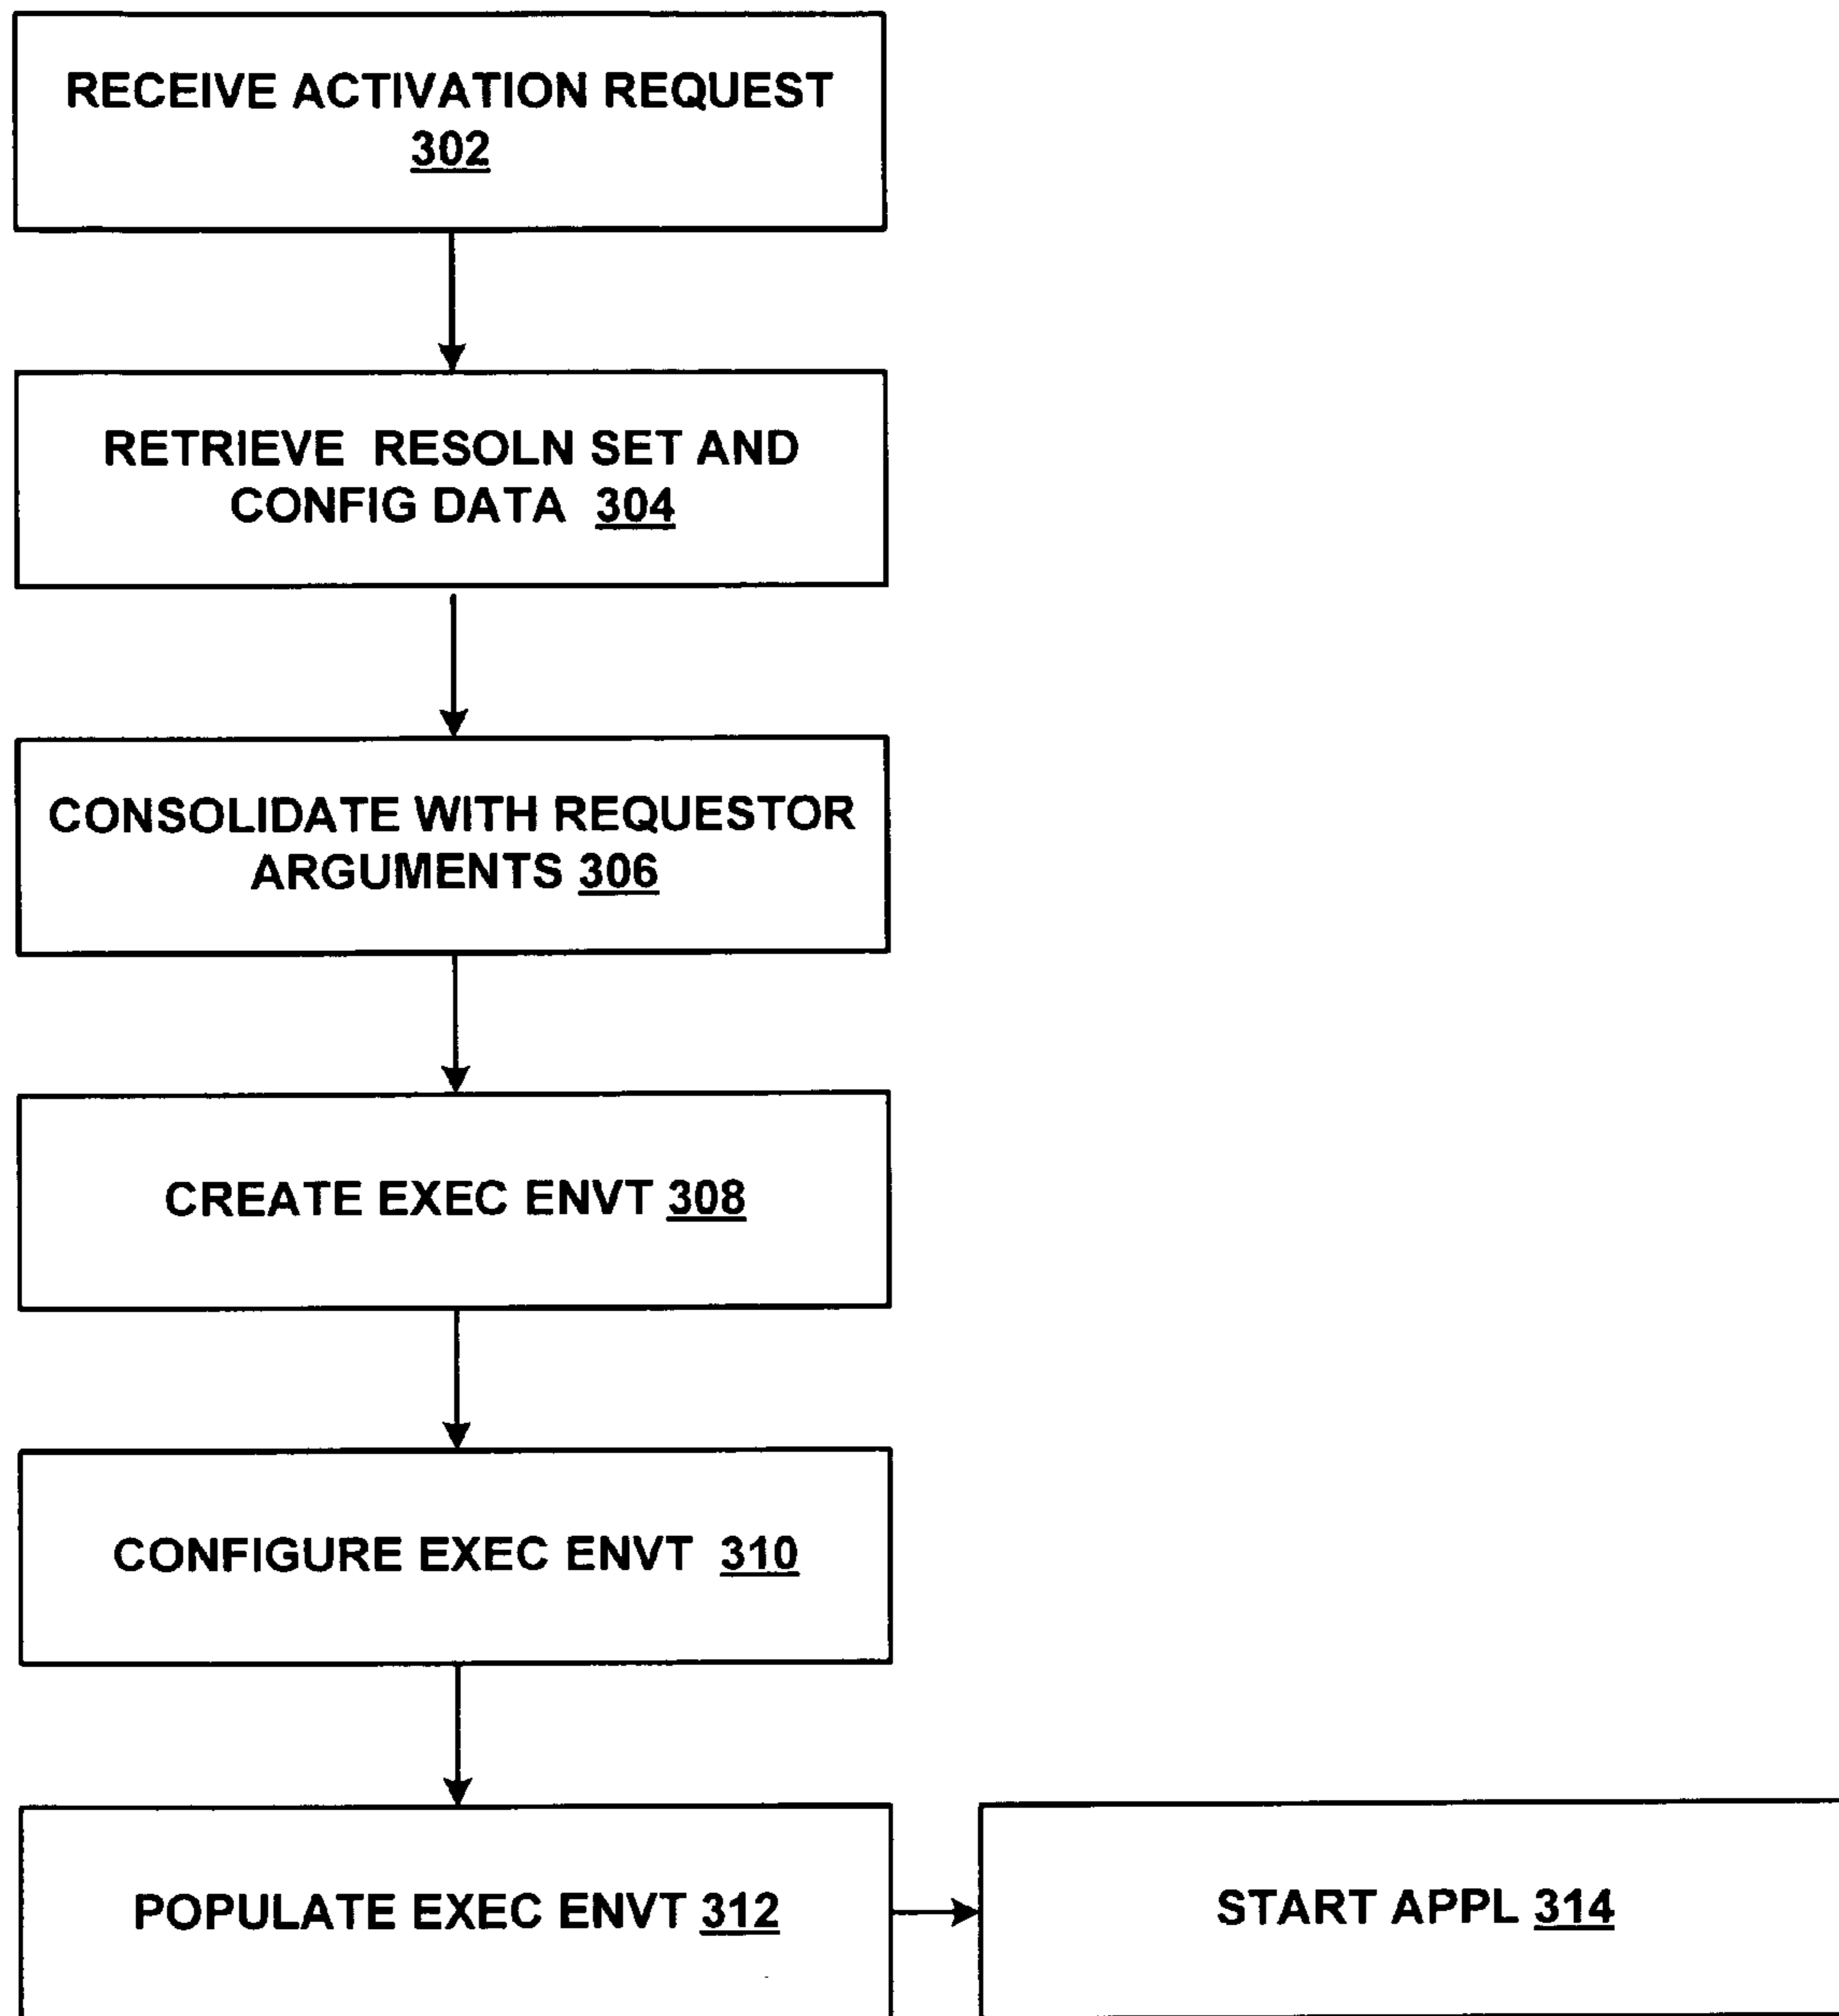 RECEIVE ACTIVATION REQUEST
302
RETRIEVE RESOLN SET AND
CONFIG DATA 304
CONSOLIDATE WITH REQUESTOR
ARGUMENTS 306
CREATE EXEC ENVT 308
CONFIGURE EXEC ENVT 310
POPULATE EXEC ENVT 312
START APPL 314